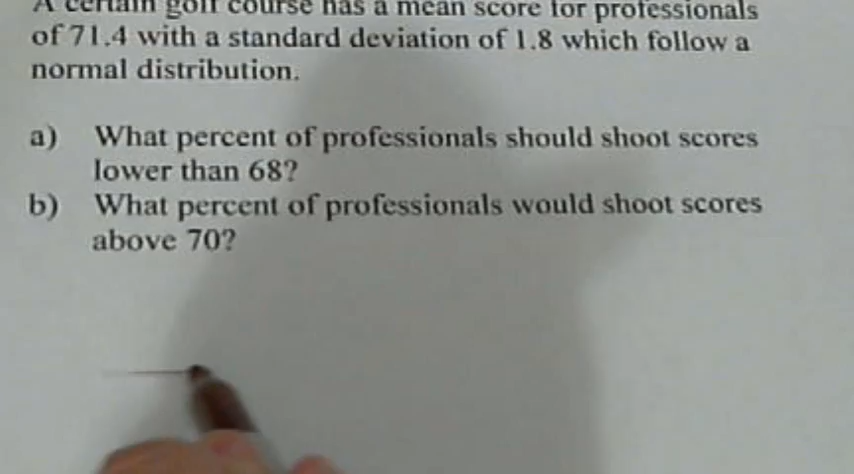 A certain golf course has a mean score for professionals
of 71.4 with a standard deviation of 1.8 which follow a
normal distribution.
a) What percent of professionals should shoot scores
lower than 68?
b) What percent of professionals would shoot scores
above 70?